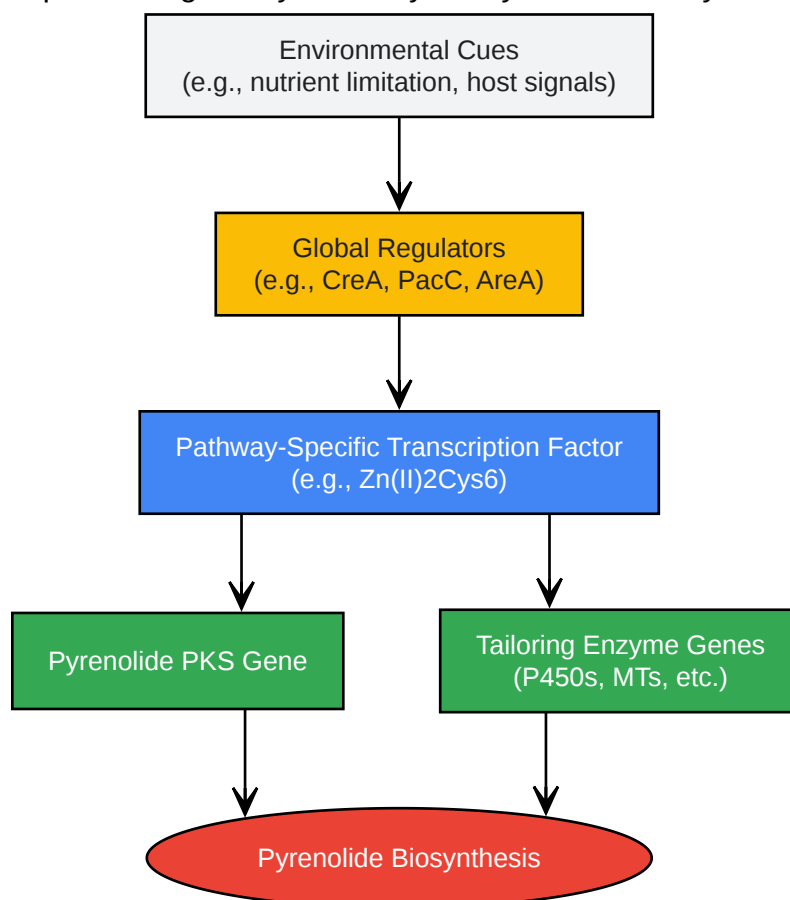 Environmental Cues
(e.g., nutrient limitation, host signals)
Global Regulators
(e.g., CreA, PacC, AreA)
Pathway-Specific Transcription Factor
(e.g., Zn(II)2Cys6)
Pyrenolide PKS Gene
Tailoring Enzyme Genes
(P450s, MTs, etc.)
Pyrenolide Biosynthesis